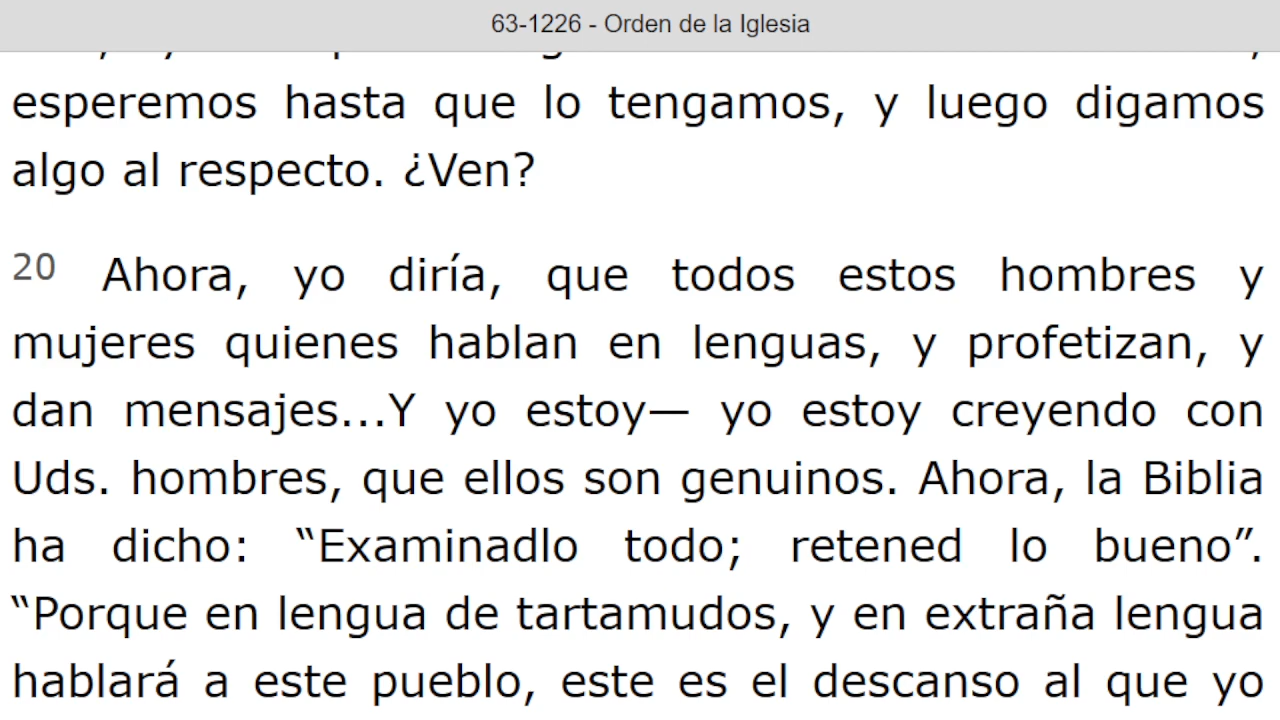 63-1226 - Orden de la Iglesia
esperemos hasta que lo tengamos, y luego digamos
algo al respecto. ¿Ven?
20 Ahora, yo diría, que todos estos hombres y
mujeres quienes hablan en lenguas, y profetizan, y
dan mensajes...Y yo estoy— yo estoy creyendo con
Uds. hombres, que ellos son genuinos. Ahora, la Biblia
ha dicho: “Examinadlo todo; retened lo bueno”.
“Porque en lengua de tartamudos, y en extraña lengua
hablará a este pueblo, este es el descanso al que yo